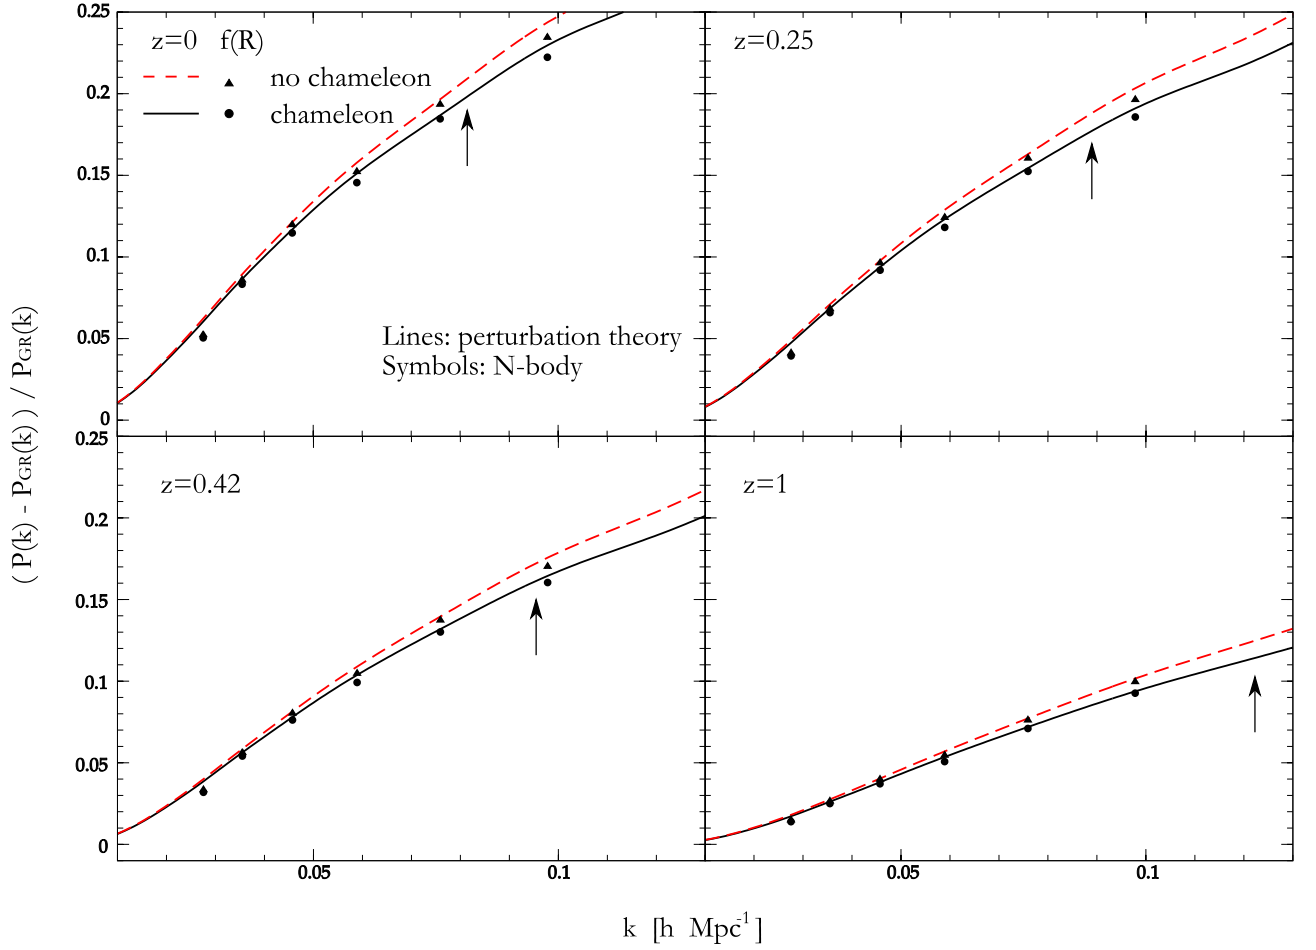 ( P(k) - PGR(k) ) / PGR(k)
0.25
0.2
0.15
0.1
0.05
0
z=0 f(R)
no chameleon
chameleon
Lines: perturbation theory
Symbols: N-body
z=0.25
0.25
0.2
0.15
0.1
0.05
0
z=0.42
z=1
0.05
0.1
0.05
0.1
k [h Mpc-1]